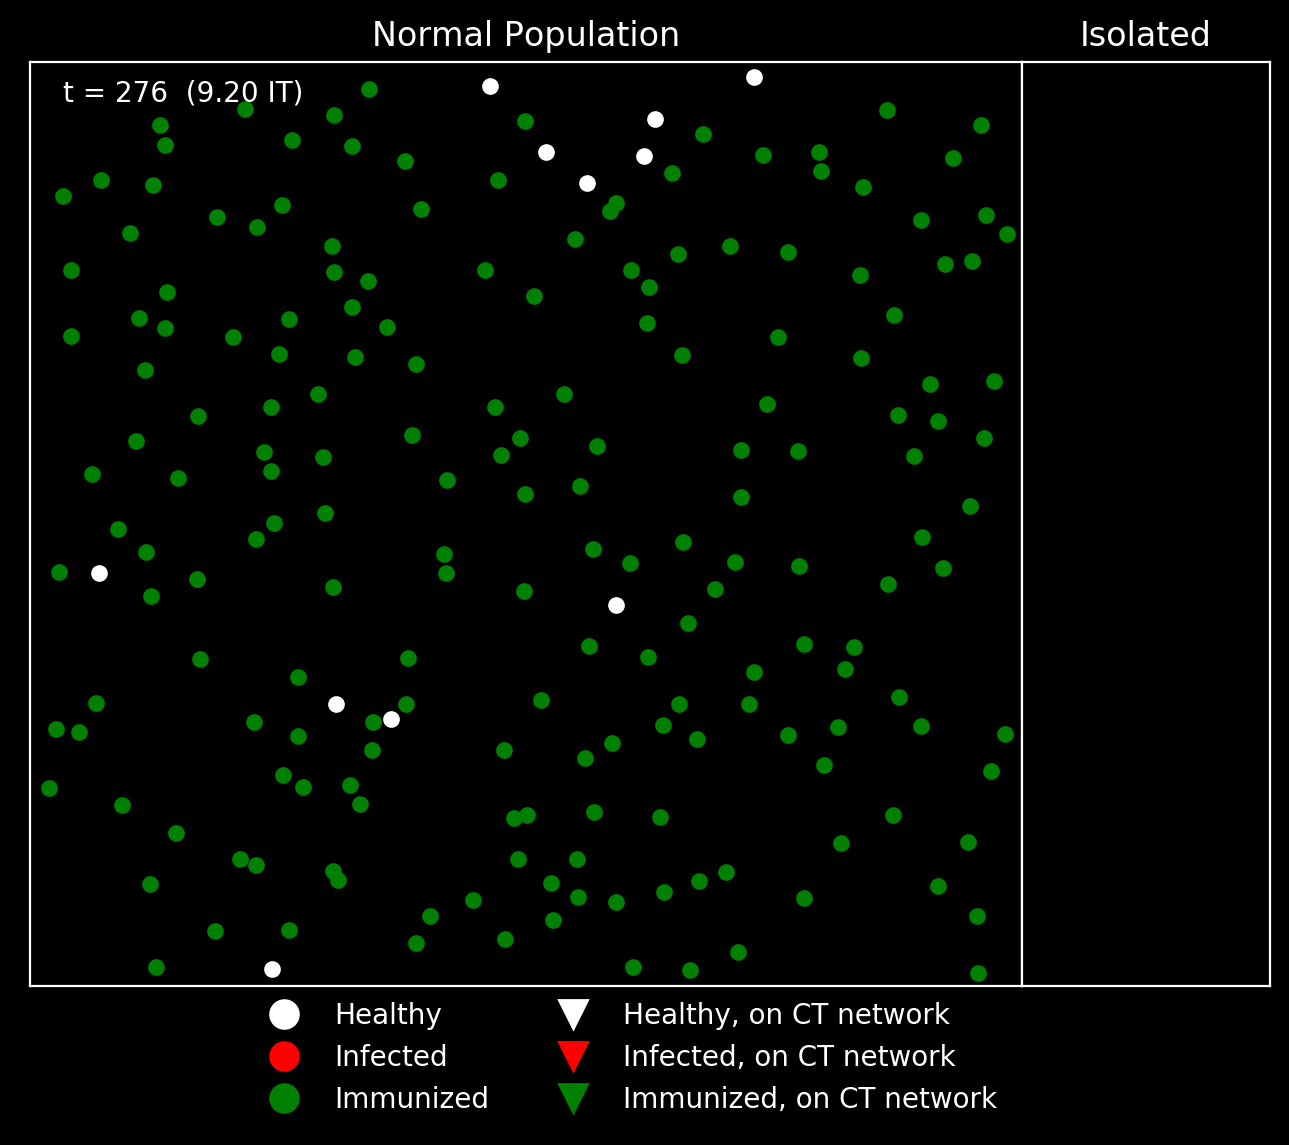 Normal Population
Isolated
t = 276  (9.20 IT)
Healthy
Infected
Immunized
Healthy, on CT network
Infected, on CT network
Immunized, on CT network